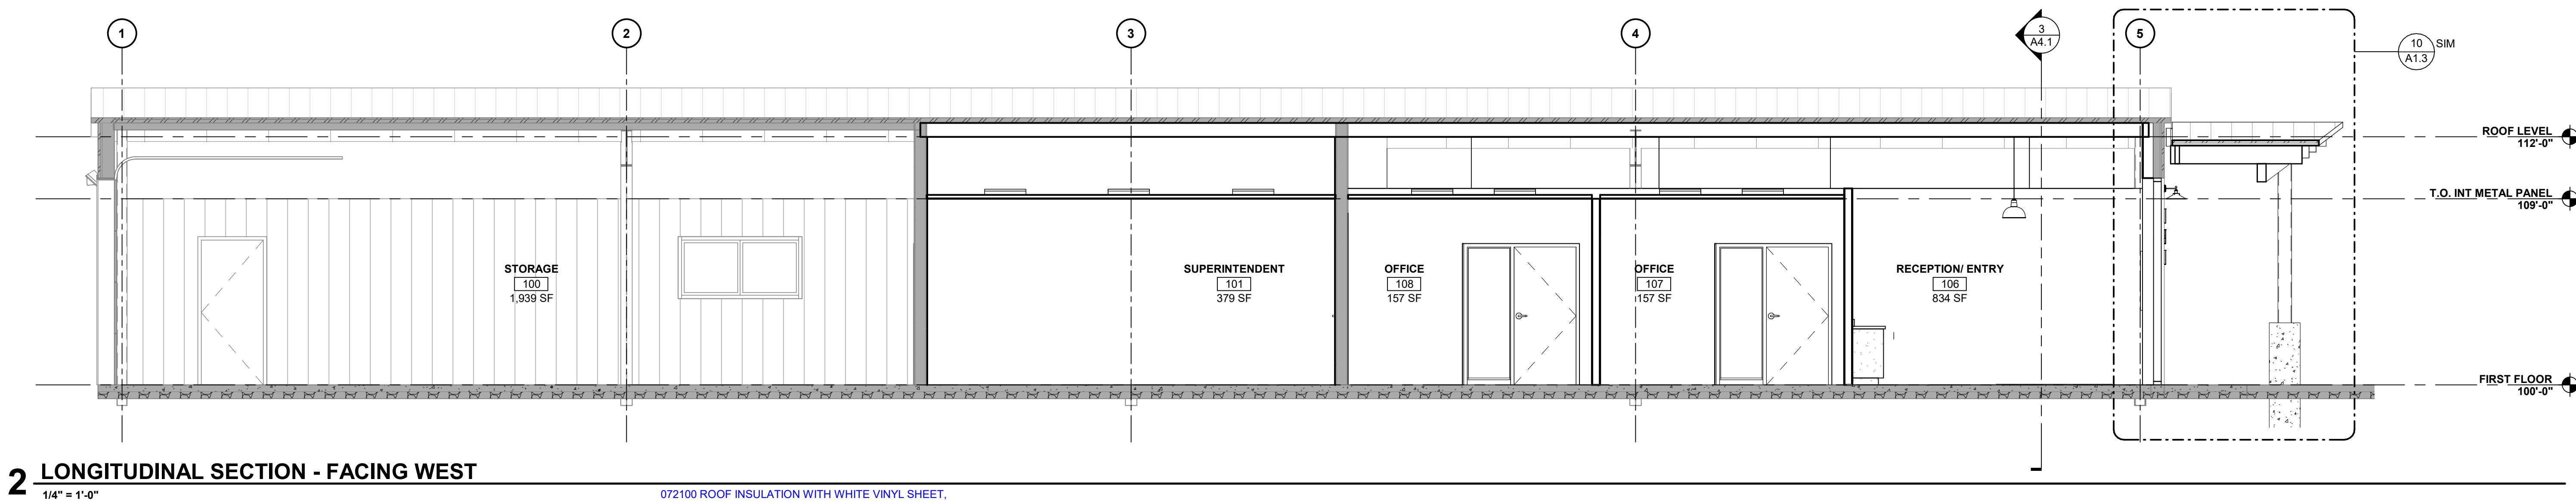 1
2
3
4
3
A4.1
5
10
A1.3
SIM
ROOF LEVEL
112'-0"
T.O. INT METAL PANEL
109'-0"
STORAGE
100
1,939 SF
SUPERINTENDENT
101
379 SF
OFFICE
108
157 SF
OFFICE
107
157 SF
RECEPTION/ ENTRY
106
834 SF
FIRST FLOOR
100'-0"
2 LONGITUDINAL SECTION - FACING WEST
1/4" = 1'-0"
072100 ROOF INSULATION WITH WHITE VINYL SHEET,